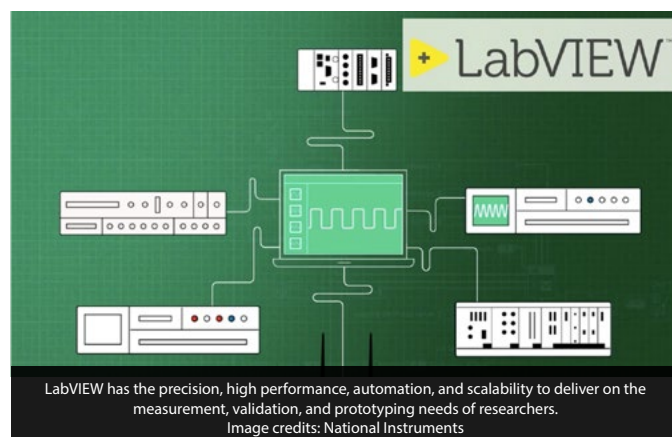 LabVIEW™
LabVIEW has the precision, high performance, automation, and scalability to deliver on the
measurement, validation, and prototyping needs of researchers.
Image credits: National Instruments